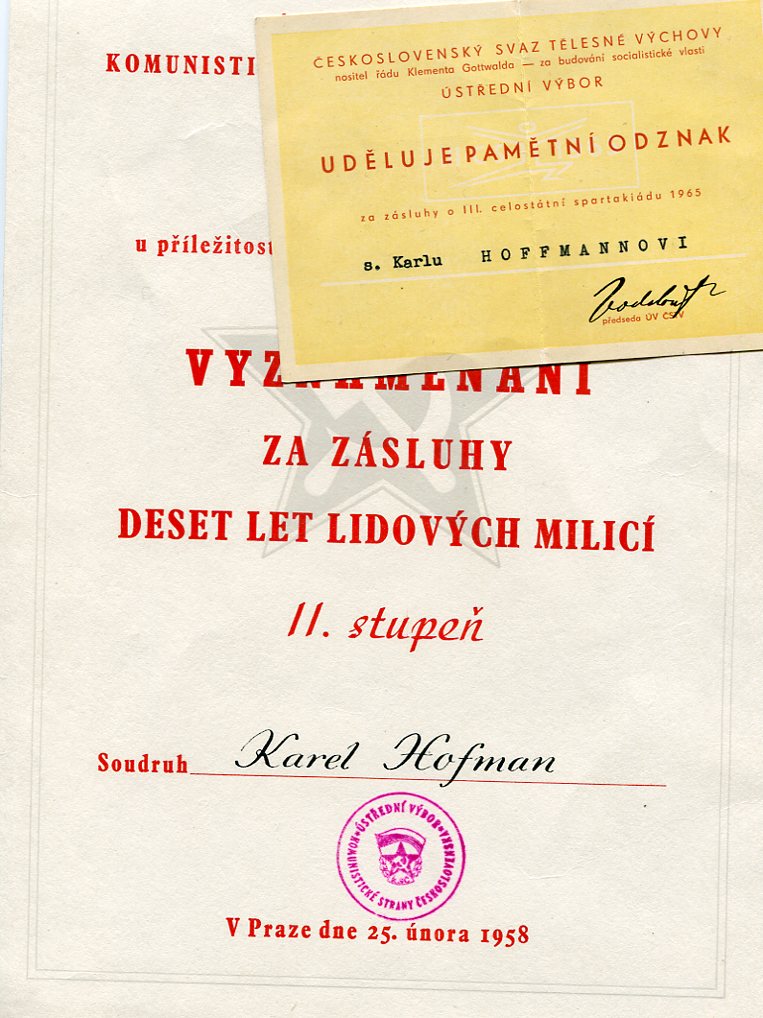 KOMUNISTI
u příležitost
VYZNAMENÁNÍ
ZA ZÁSLUHY
DESET LET LIDOVÝCH MILICÍ
II. stupeň
Soudruh Karel Hofman
ÚSTŘEDNÍ VÝBOR
KOMUNISTICKÉ STRANY ČESKOSLOVENSKA
V Praze dne 25. února 1958
ČESKOSLOVENSKÝ SVAZ TĚLESNÉ VÝCHOVY
nositel řádu Klementa Gottwalda — za budování socialistické vlasti
ÚSTŘEDNÍ VÝBOR
UDĚLUJE PAMĚTNÍ ODZNAK
za zásluhy o III. celostátní spartakiádu 1965
s. Karlu HOFFMANNOVI
předseda ÚV ČSTV